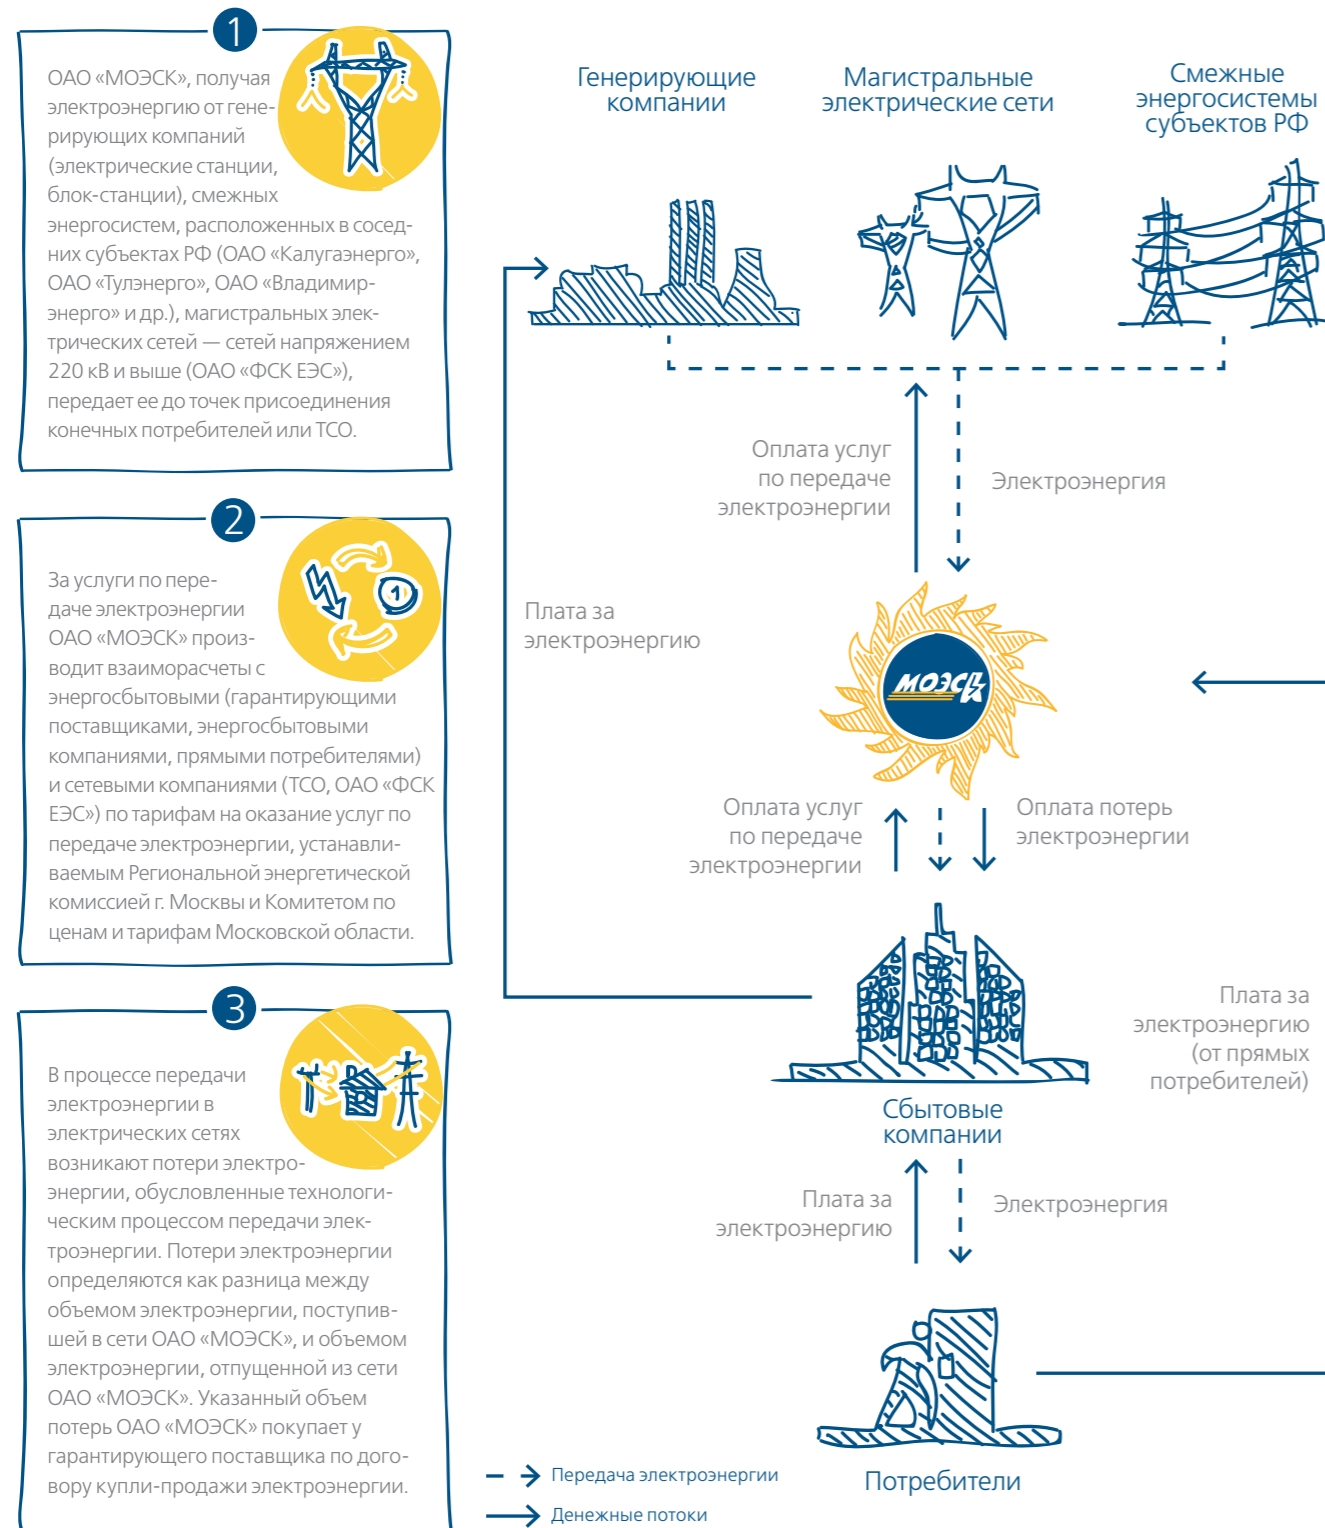 1
ОАО «МОЭСК», получая
электроэнергию от гене-
рирующих компаний
(электрические станции,
блок-станции), смежных
энергосистем, расположенных в сосед-
них субъектах РФ (ОАО «Калугаэнерго»,
ОАО «Тулэнерго», ОАО «Владимир-
энерго» и др.), магистральных элек-
трических сетей — сетей напряжением
220 кВ и выше (ОАО «ФСК ЕЭС»),
передает ее до точек присоединения
конечных потребителей или ТСО.
2
1
За услуги по пере-
даче электроэнергии
ОАО «МОЭСК» произ-
водит взаиморасчеты с
энергосбытовыми (гарантирующими
поставщиками, энергосбытовыми
компаниями, прямыми потребителями)
и сетевыми компаниями (ТСО, ОАО «ФСК
ЕЭС») по тарифам на оказание услуг по
передаче электроэнергии, устанавли-
ваемым Региональной энергетической
комиссией г. Москвы и Комитетом по
ценам и тарифам Московской области.
3
В процессе передачи
электроэнергии в
электрических сетях
возникают потери электро-
энергии, обусловленные технологи-
ческим процессом передачи элек-
троэнергии. Потери электроэнергии
определяются как разница между
объемом электроэнергии, поступив-
шей в сети ОАО «МОЭСК», и объемом
электроэнергии, отпущенной из сети
ОАО «МОЭСК». Указанный объем
потерь ОАО «МОЭСК» покупает у
гарантирующего поставщика по дого-
вору купли-продажи электроэнергии.
Генерирующие
компании
Магистральные
электрические сети
Смежные
энергосистемы
субъектов РФ
Оплата услуг
по передаче
электроэнергии
Электроэнергия
Плата за
электроэнергию
МОЭСК
Оплата услуг
по передаче
электроэнергии
Оплата потерь
электроэнергии
Плата за
электроэнергию
(от прямых
потребителей)
Сбытовые
компании
Плата за
электроэнергию
Электроэнергия
Потребители
Передача электроэнергии
Денежные потоки